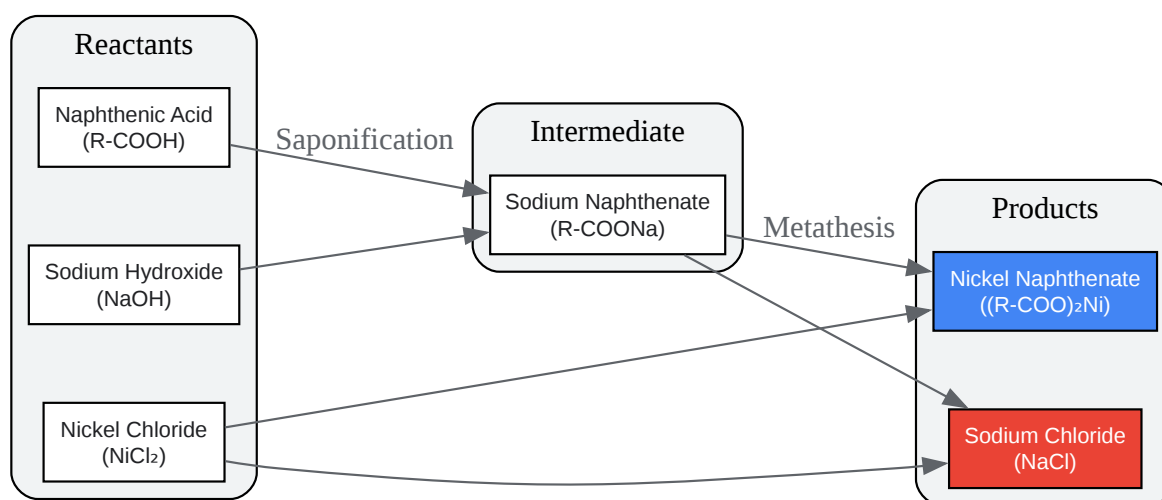 Reactants
Naphthenic Acid
(R-COOH)
Sodium Hydroxide
(NaOH)
Nickel Chloride
(NiCl₂)
Saponification
Intermediate
Sodium Naphthenate
(R-COONa)
Metathesis
Products
Nickel Naphthenate
((R-COO)₂Ni)
Sodium Chloride
(NaCl)